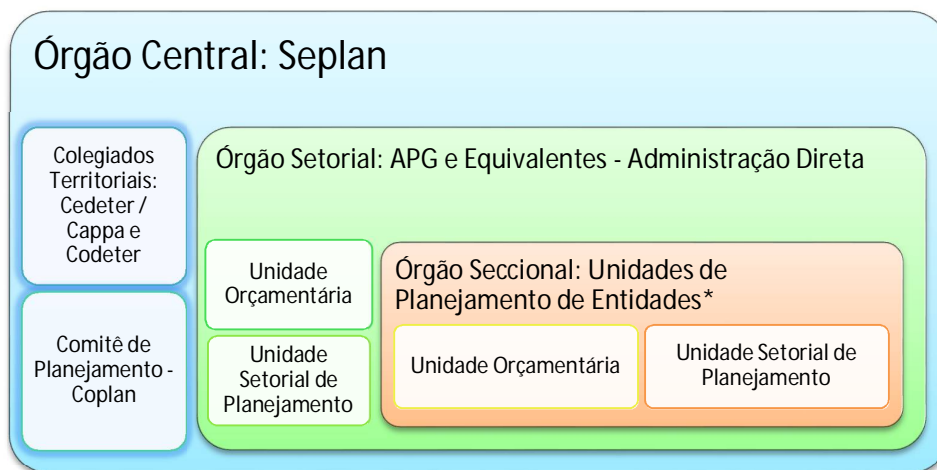 Órgão Central: Seplan
Colegiados
Territoriais:
Cedeter /
Cappa e
Codeter
Comitê de
Planejamento -
Coplan
Órgão Setorial: APG e Equivalentes - Administração Direta
Unidade
Orçamentária
Unidade
Setorial de
Planejamento
Órgão Seccional: Unidades de
Planejamento de Entidades*
Unidade Orçamentária
Unidade Setorial de
Planejamento